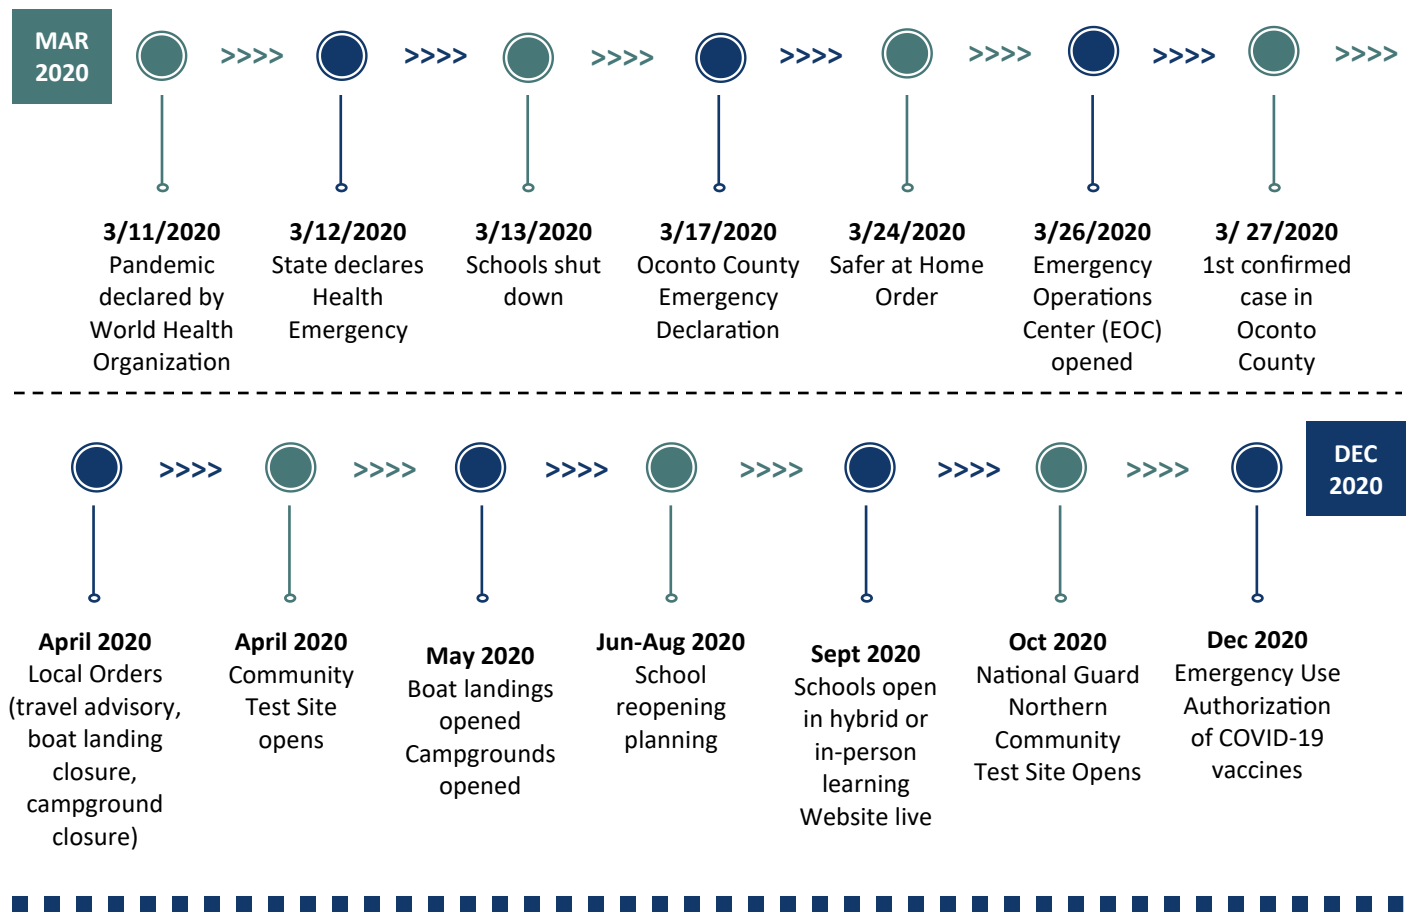 MAR
2020
>>>> >>>> >>>> >>>> >>>> >>>> >>>>
3/11/2020
Pandemic
declared by
World Health
Organization
3/12/2020
State declares
Health
Emergency
3/13/2020
Schools shut
down
3/17/2020
Oconto County
Emergency
Declaration
3/24/2020
Safer at Home
Order
3/26/2020
Emergency
Operations
Center (EOC)
opened
3/ 27/2020
1st confirmed
case in
Oconto
County
>>>> >>>> >>>> >>>> >>>> >>>>
DEC
2020
April 2020
Local Orders
(travel advisory,
boat landing
closure,
campground
closure)
April 2020
Community
Test Site
opens
May 2020
Boat landings
opened
Campgrounds
opened
Jun-Aug 2020
School
reopening
planning
Sept 2020
Schools open
in hybrid or
in-person
learning
Website live
Oct 2020
National Guard
Northern
Community
Test Site Opens
Dec 2020
Emergency Use
Authorization
of COVID-19
vaccines